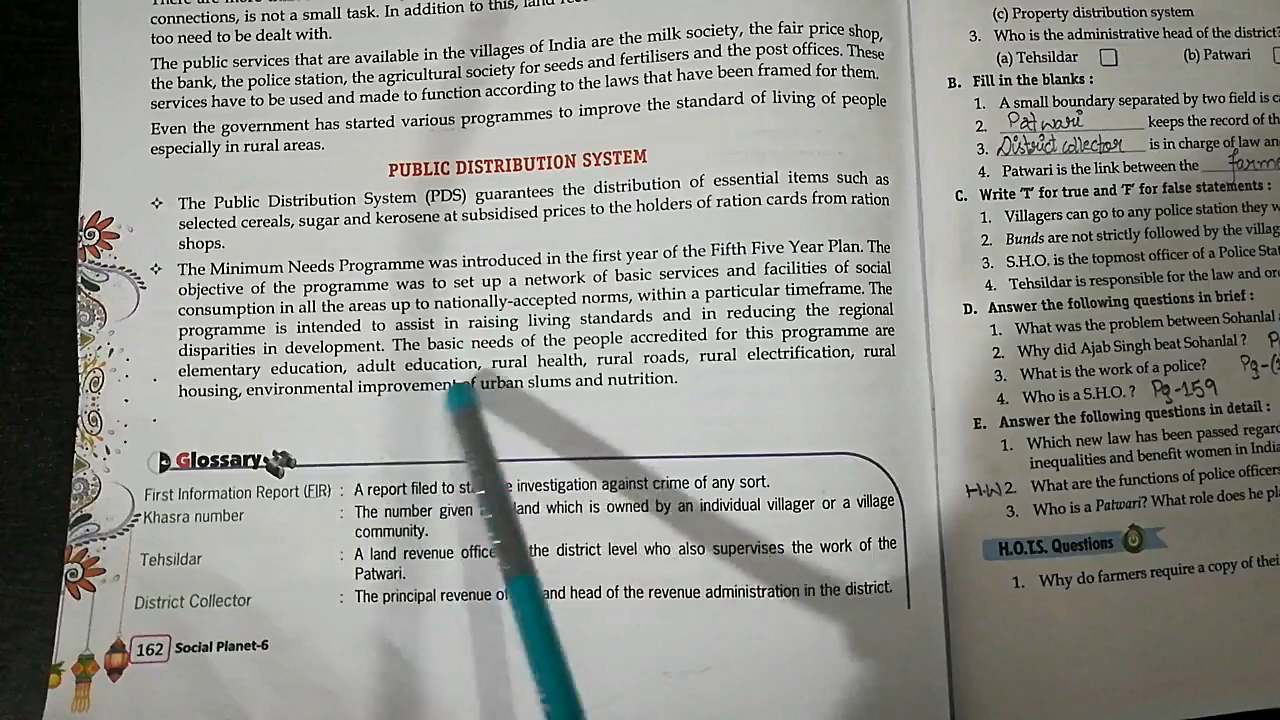 connections, is not a small task. In addition to this,
too need to be dealt with.
The public services that are available in the villages of India are the milk society, the fair price shop,
the bank, the police station, the agricultural society for seeds and fertilisers and the post offices. These
services have to be used and made to function according to the laws that have been framed for them.
Even the government has started various programmes to improve the standard of living of people
especially in rural areas.
PUBLIC DISTRIBUTION SYSTEM
The Public Distribution System (PDS) guarantees the distribution of essential items such as
selected cereals, sugar and kerosene at subsidised prices to the holders of ration cards from ration
shops.
The Minimum Needs Programme was introduced in the first year of the Fifth Five Year Plan. The
objective of the programme was to set up a network of basic services and facilities of social
consumption in all the areas up to nationally-accepted norms, within a particular timeframe. The
programme is intended to assist in raising living standards and in reducing the regional
disparities in development. The basic needs of the people accredited for this programme are
elementary education, adult education, rural health, rural roads, rural electrification, rural
housing, environmental improvement of urban slums and nutrition.
Glossary
First Information Report (FIR) : A report filed to investigation against crime of any sort.
Khasra number : The number given land which is owned by an individual villager or a village
community.
Tehsildar : A land revenue the district level who also supervises the work of the
Patwari.
District Collector : The principal revenue and head of the revenue administration in the district.
162 Social Planet-6
(c) Property distribution system
3. Who is the administrative head of the district?
(a) Tehsildar (b) Patwari
B. Fill in the blanks :
1. A small boundary separated by two field is
2. Patwari keeps the record of
3. District collector is in charge of law
4. Patwari is the link between the
C. Write 'T' for true and 'F' for false statements :
1. Villagers can go to any police station they
2. Bunds are not strictly followed by the
3. S.H.O. is the topmost officer of a Police
4. Tehsildar is responsible for the law and
D. Answer the following questions in brief :
1. What was the problem between Sohanlal
2. Why did Ajab Singh beat Sohanlal ?
3. What is the work of a police? Pg-
4. Who is a S.H.O. ? Pg-159
E. Answer the following questions in detail :
1. Which new law has been passed
inequalities and benefit women in
H.W 2. What are the functions of police
3. Who is a Patwari? What role does he
H.O.T.S. Questions
1. Why do farmers require a copy of